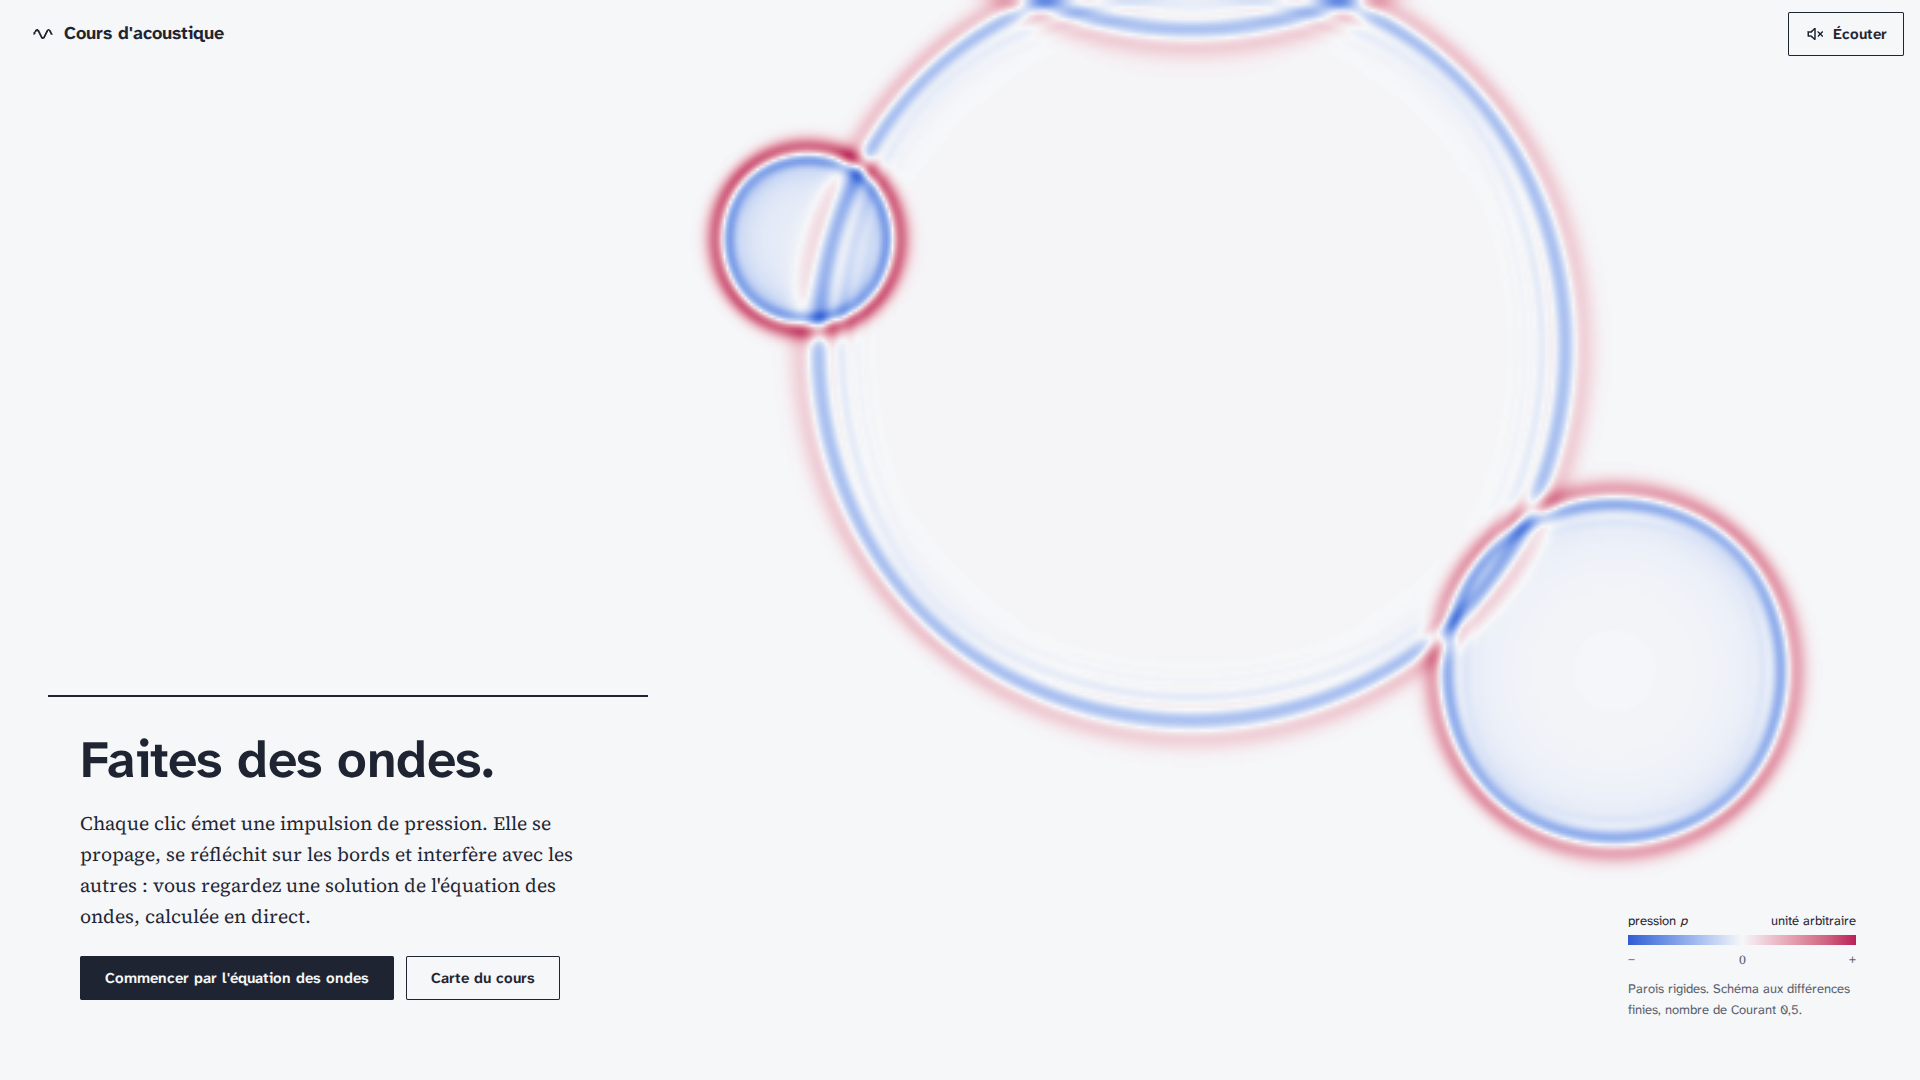 Cours d'acoustique
Écouter
Faites des ondes.
Chaque clic émet une impulsion de pression. Elle se
propage, se réfléchit sur les bords et interfère avec les
autres : vous regardez une solution de l'équation des
ondes, calculée en direct.
Commencer par l'équation des ondes
Carte du cours
pression p
unité arbitraire
− 0 +
Parois rigides. Schéma aux différences
finies, nombre de Courant 0,5.